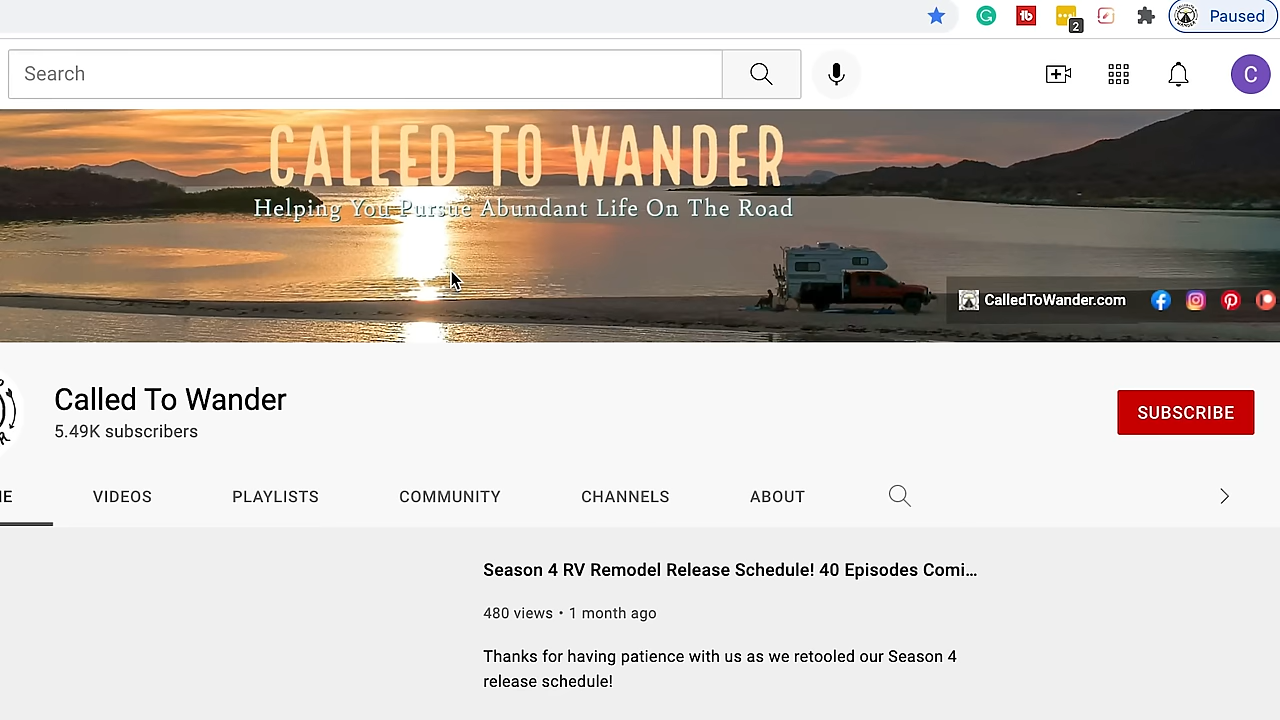 2
Paused
Search
C
CALLED TO WANDER
Helping You Pursue Abundant Life On The Road
CalledToWander.com
Called To Wander
5.49K subscribers
SUBSCRIBE
ME VIDEOS PLAYLISTS COMMUNITY CHANNELS ABOUT
Season 4 RV Remodel Release Schedule! 40 Episodes Comi...
480 views • 1 month ago
Thanks for having patience with us as we retooled our Season 4
release schedule!